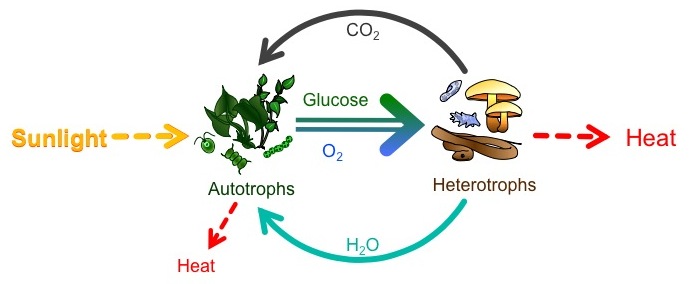 CO₂
Glucose
Sunlight
Heat
O₂
Autotrophs
Heterotrophs
H₂O
Heat